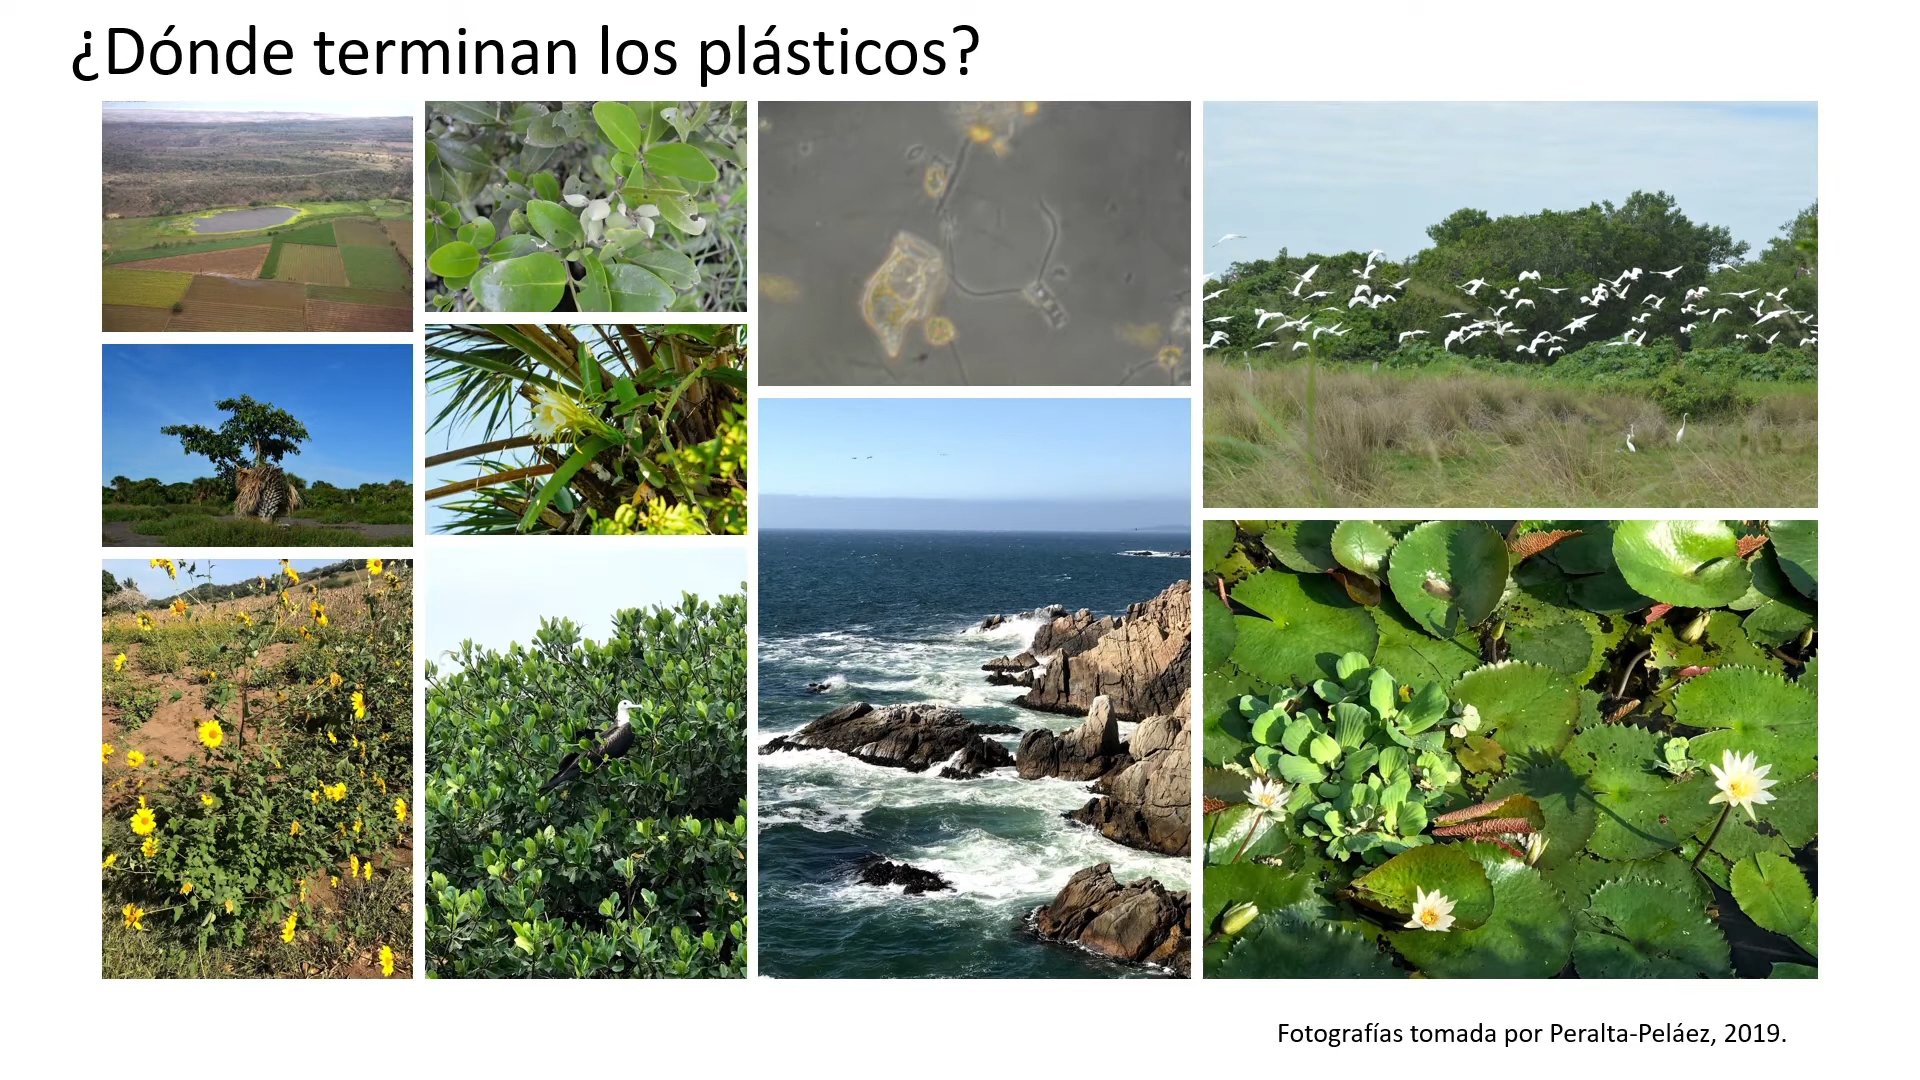 ¿Dónde terminan los plásticos?
Fotografías tomada por Peralta-Peláez, 2019.